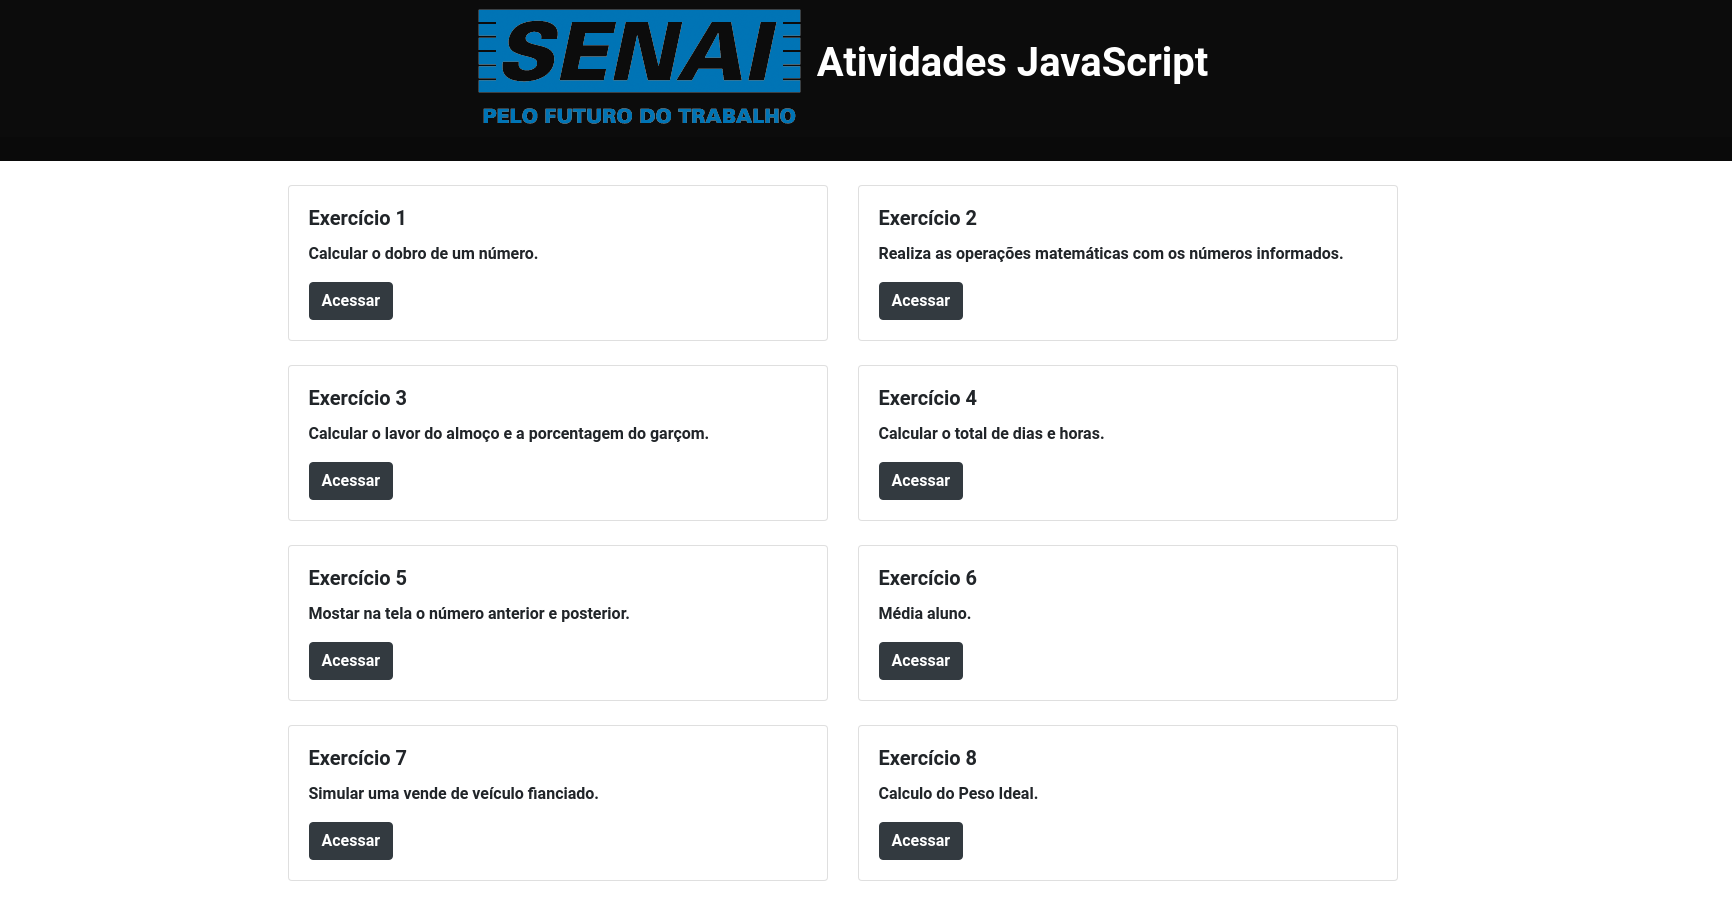 SENAI
PELO FUTURO DO TRABALHO
Atividades JavaScript
Exercício 1
Calcular o dobro de um número.
Acessar
Exercício 2
Realiza as operações matemáticas com os números informados.
Acessar
Exercício 3
Calcular o lavor do almoço e a porcentagem do garçom.
Acessar
Exercício 4
Calcular o total de dias e horas.
Acessar
Exercício 5
Mostar na tela o número anterior e posterior.
Acessar
Exercício 6
Média aluno.
Acessar
Exercício 7
Simular uma vende de veículo fianciado.
Acessar
Exercício 8
Calculo do Peso Ideal.
Acessar